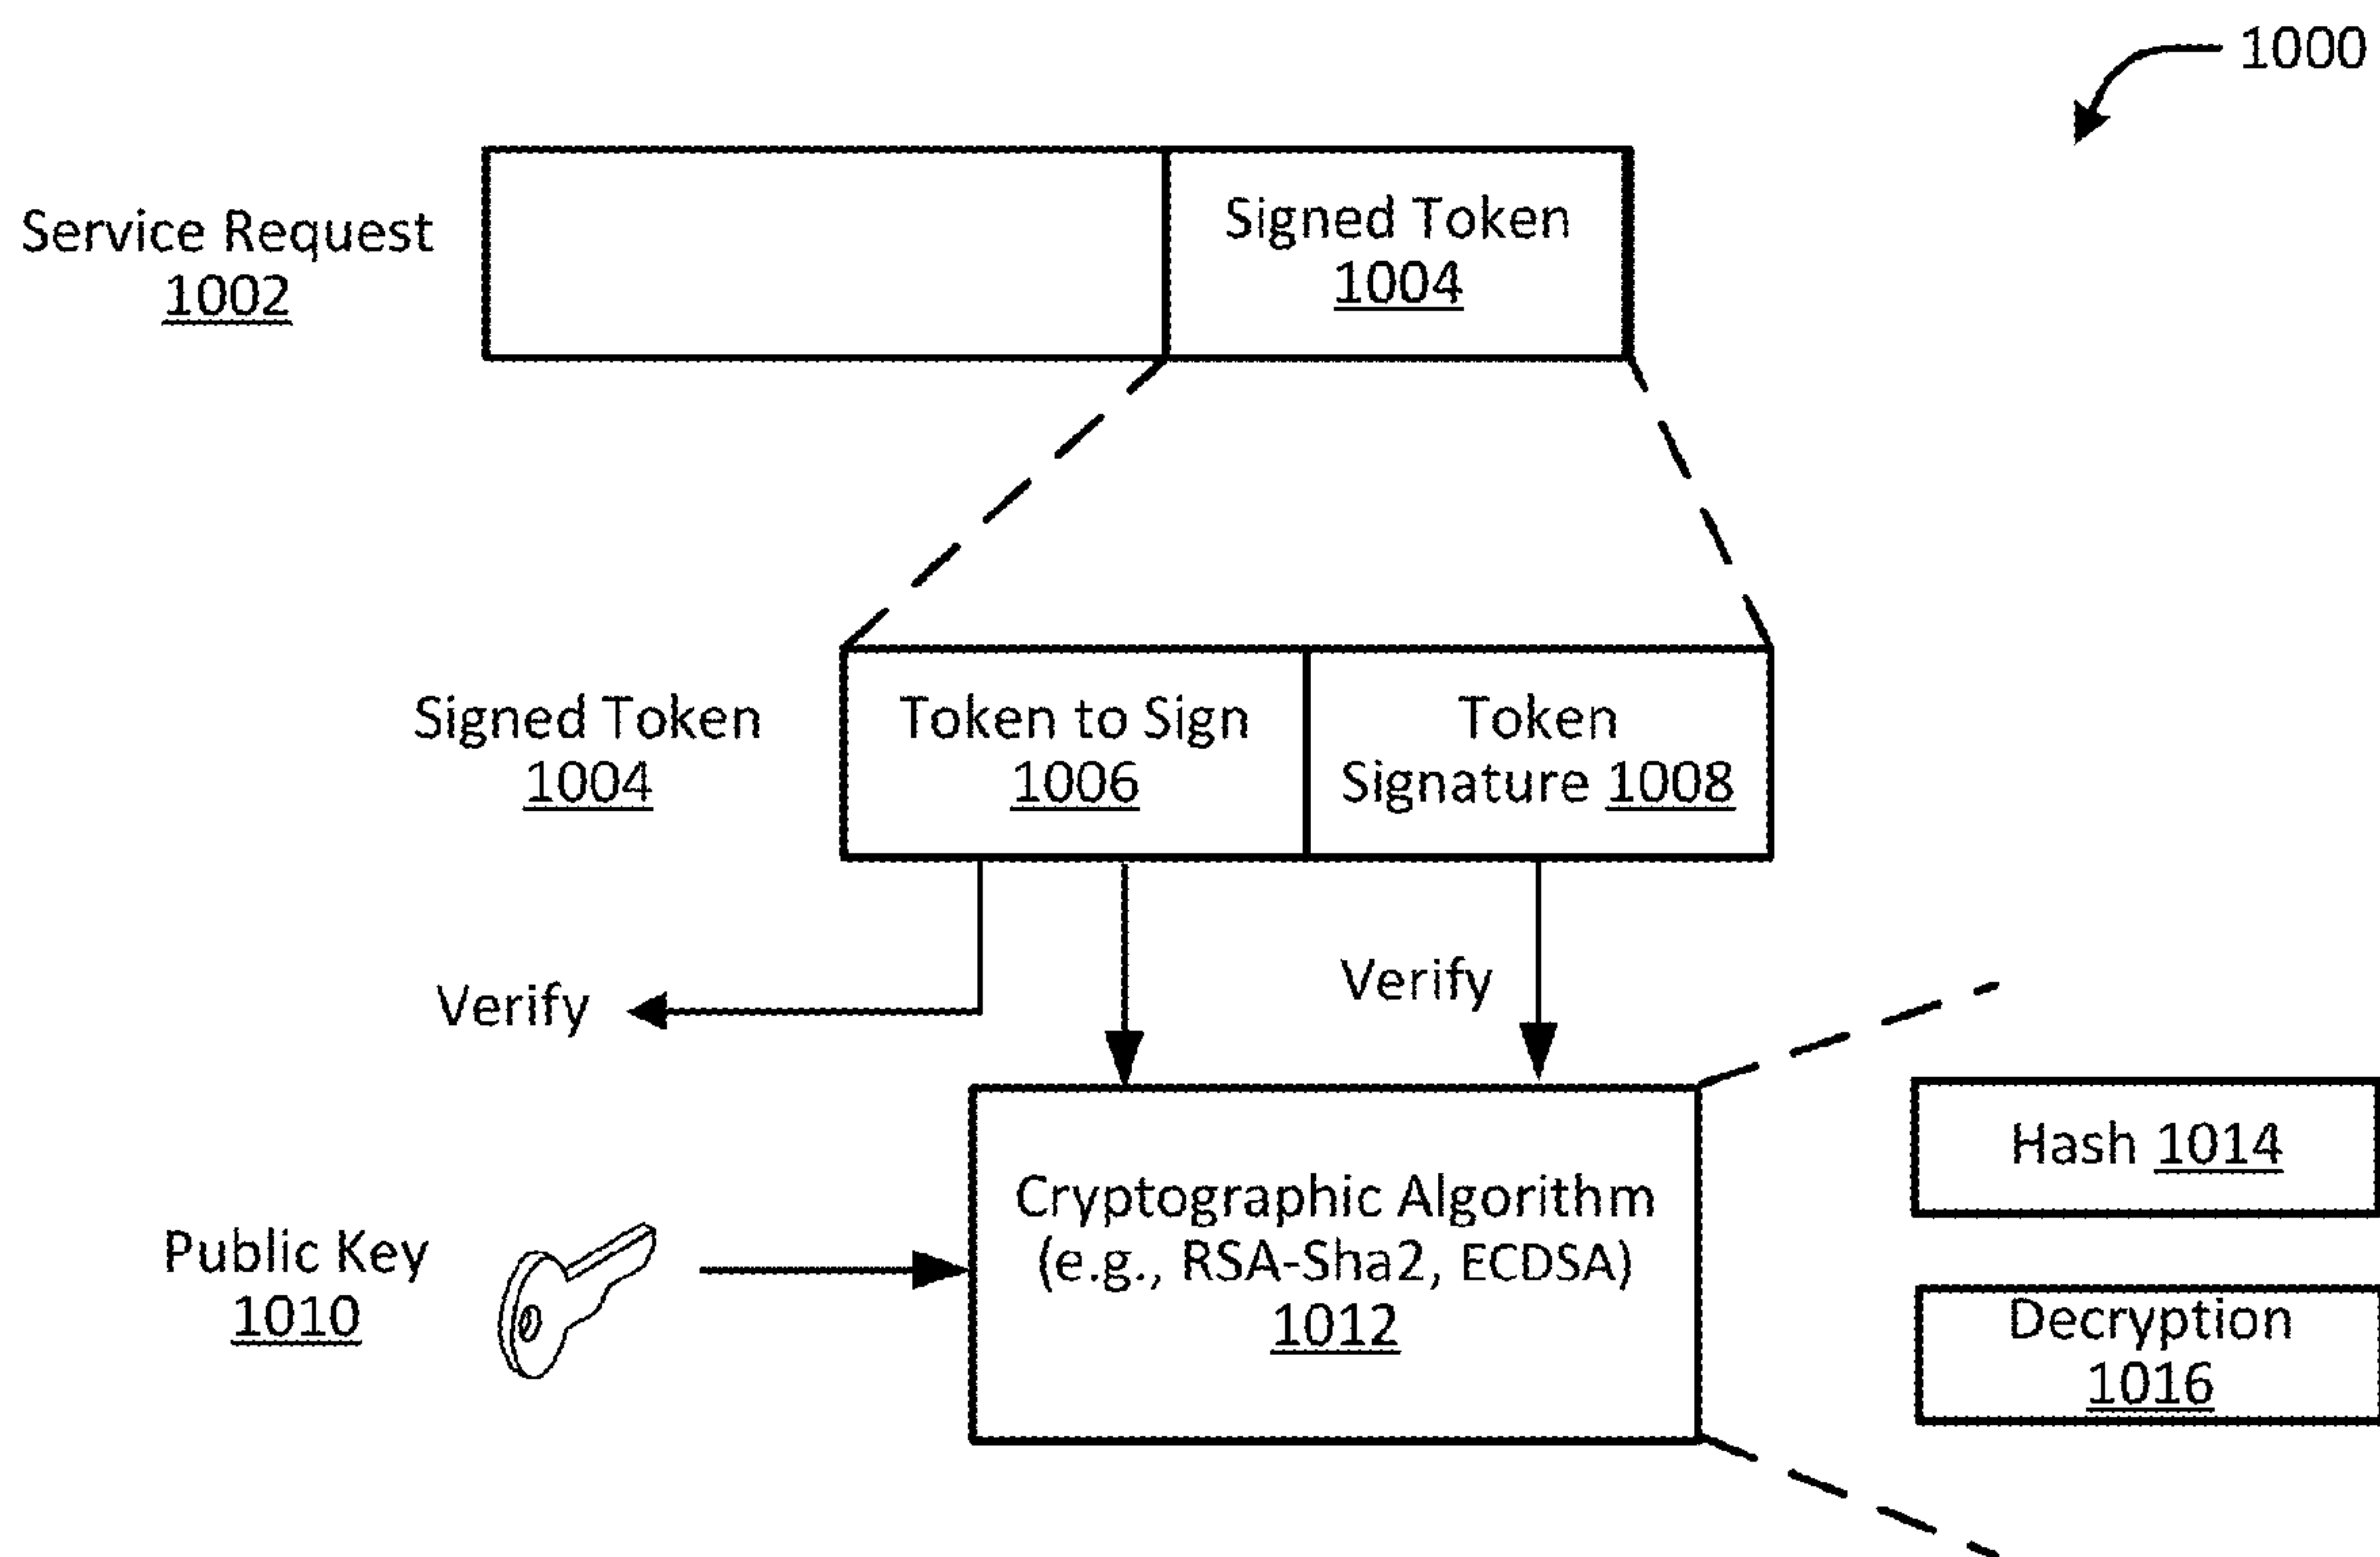 1000
Service Request
1002
Signed Token
1004
Signed Token
1004
Token to Sign
1006
Token
Signature 1008
Verify
Verify
Public Key
1010
Cryptographic Algorithm
(e.g., RSA-Sha2, ECDSA)
1012
Hash 1014
Decryption
1016